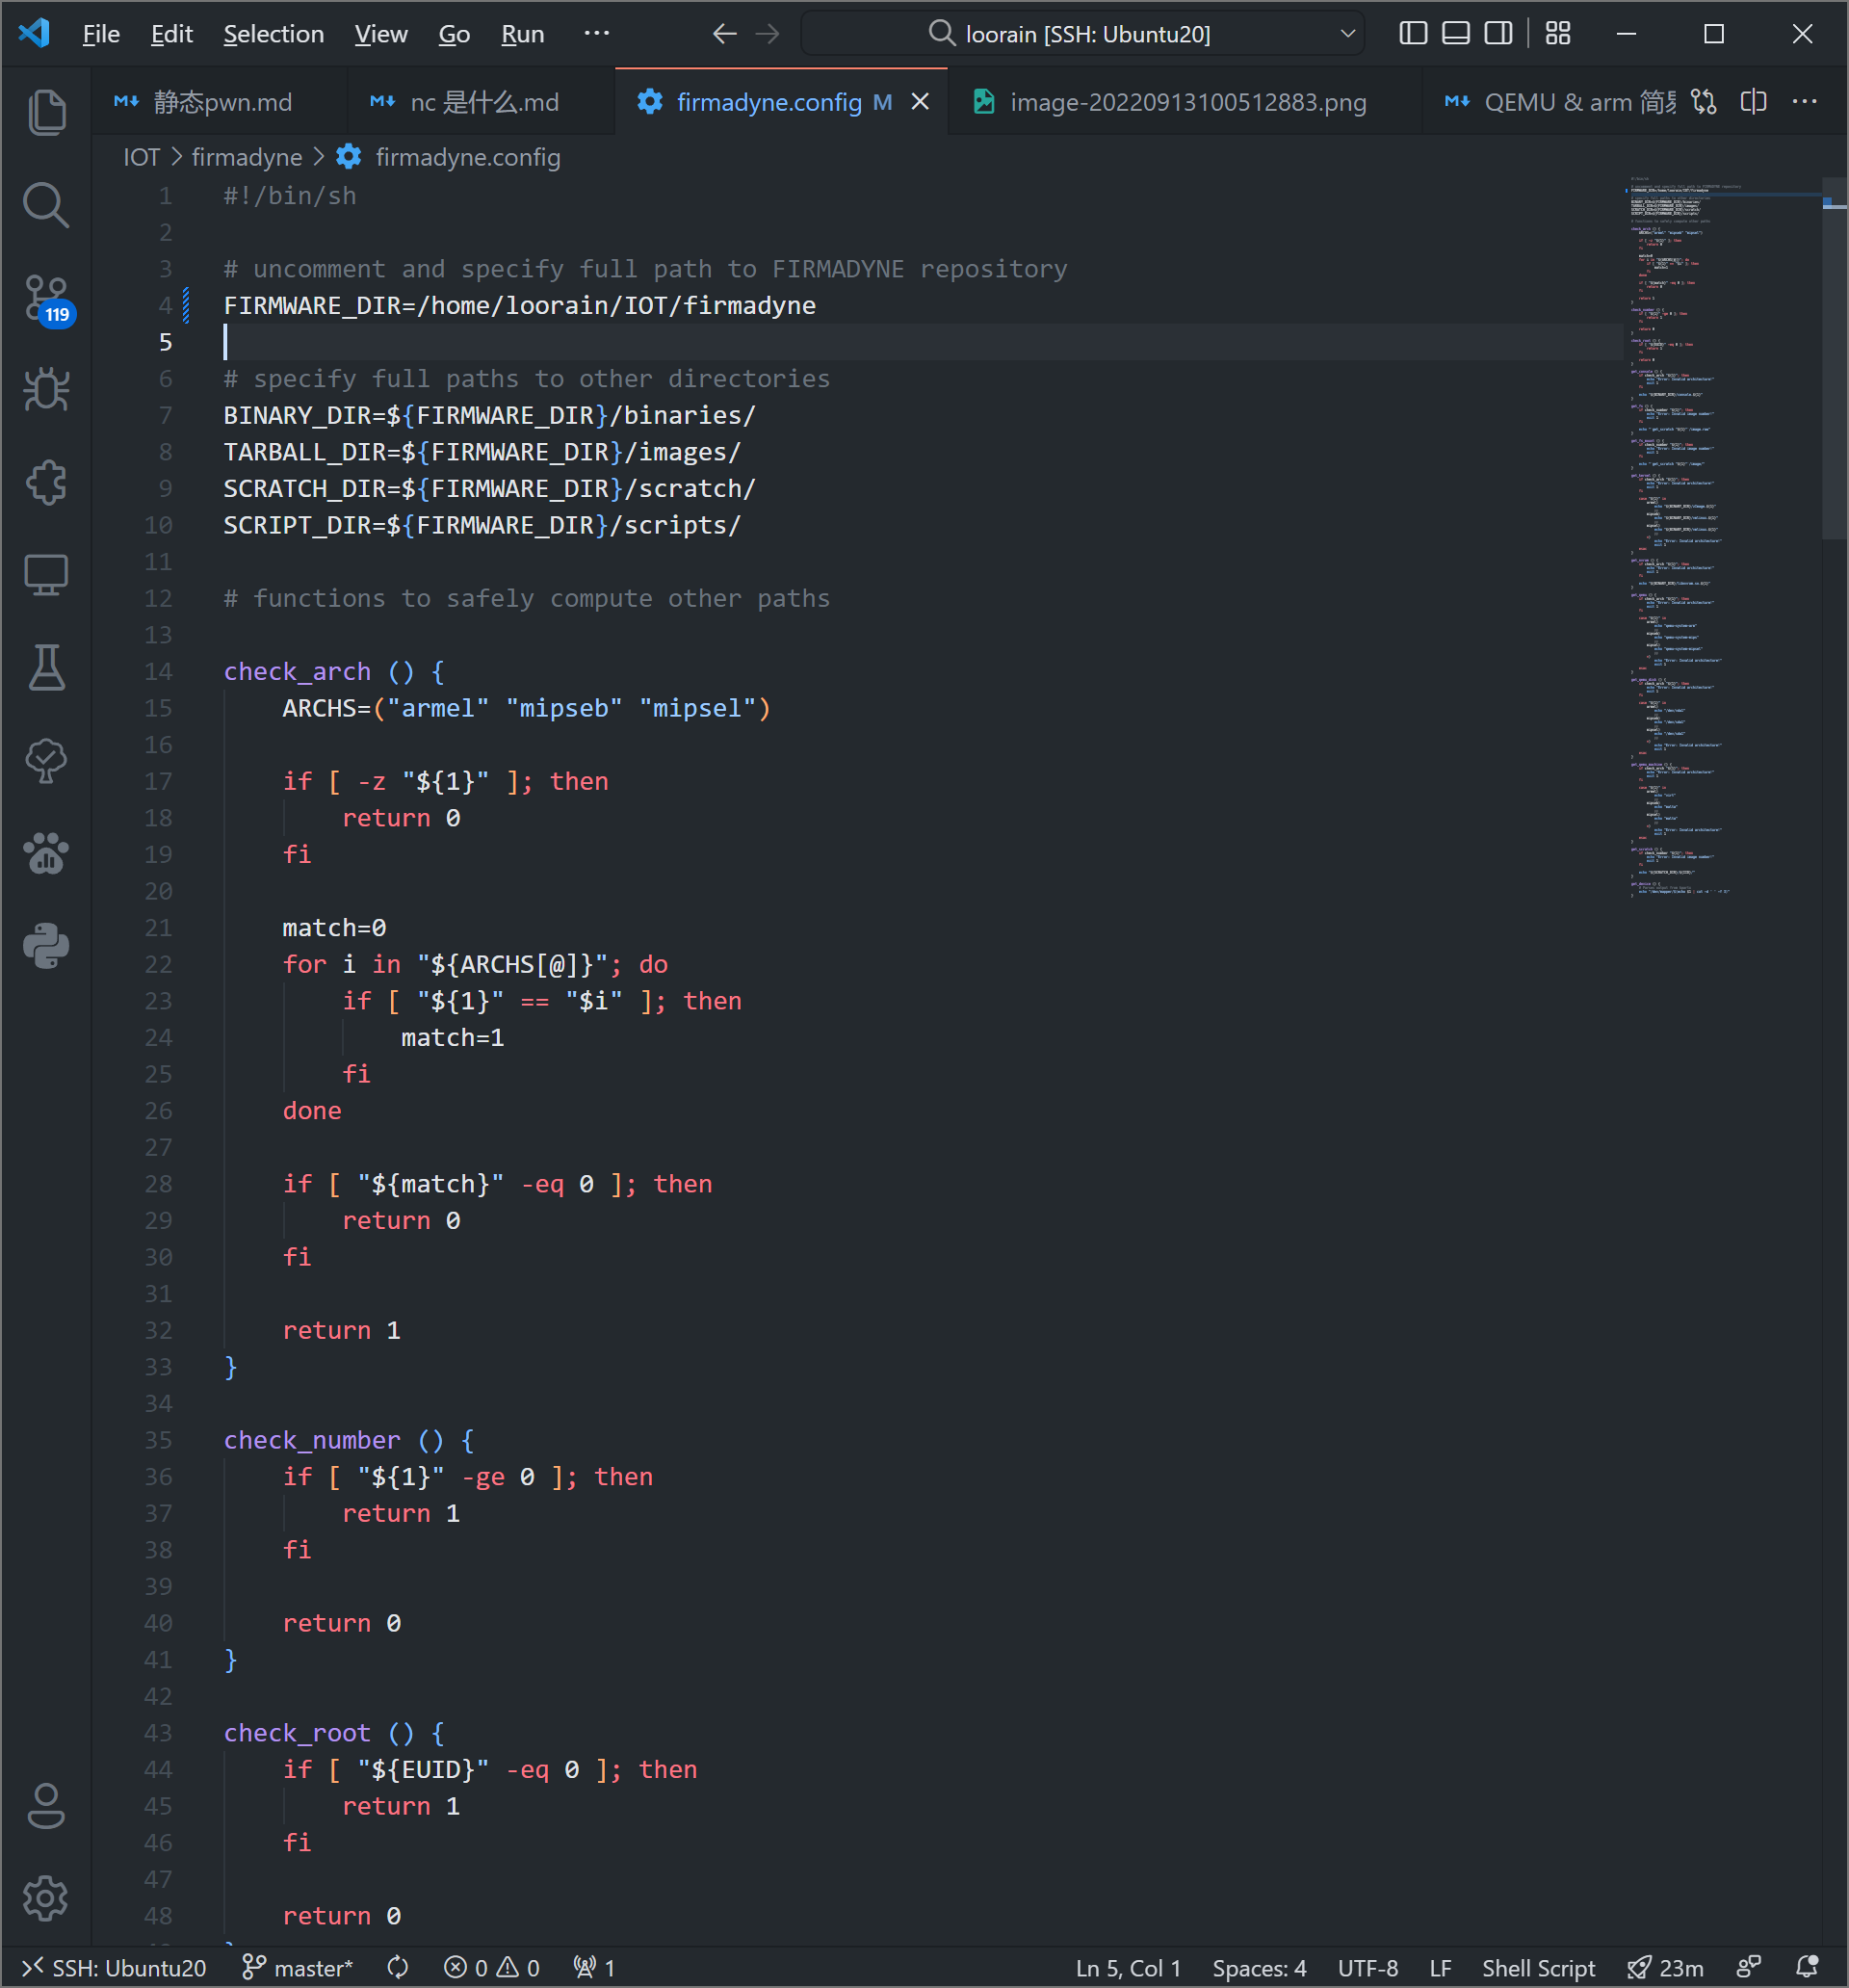 File Edit Selection View Go Run ··· loorain [SSH: Ubuntu20]
静态pwn.md nc 是什么.md firmadyne.config M image-20220913100512883.png QEMU & arm 简易
IOT > firmadyne > firmadyne.config
119
1 #!/bin/sh
2
3 # uncomment and specify full path to FIRMADYNE repository
4 FIRMWARE_DIR=/home/loorain/IOT/firmadyne
5
6 # specify full paths to other directories
7 BINARY_DIR=${FIRMWARE_DIR}/binaries/
8 TARBALL_DIR=${FIRMWARE_DIR}/images/
9 SCRATCH_DIR=${FIRMWARE_DIR}/scratch/
10 SCRIPT_DIR=${FIRMWARE_DIR}/scripts/
11
12 # functions to safely compute other paths
13
14 check_arch () {
15     ARCHS=("armel" "mipseb" "mipsel")
16
17     if [ -z "${1}" ]; then
18         return 0
19     fi
20
21     match=0
22     for i in "${ARCHS[@]}"; do
23         if [ "${1}" == "$i" ]; then
24             match=1
25         fi
26     done
27
28     if [ "${match}" -eq 0 ]; then
29         return 0
30     fi
31
32     return 1
33 }
34
35 check_number () {
36     if [ "${1}" -ge 0 ]; then
37         return 1
38     fi
39
40     return 0
41 }
42
43 check_root () {
44     if [ "${EUID}" -eq 0 ]; then
45         return 1
46     fi
47
48     return 0
SSH: Ubuntu20 master* 0 0 1 Ln 5, Col 1 Spaces: 4 UTF-8 LF Shell Script 23m